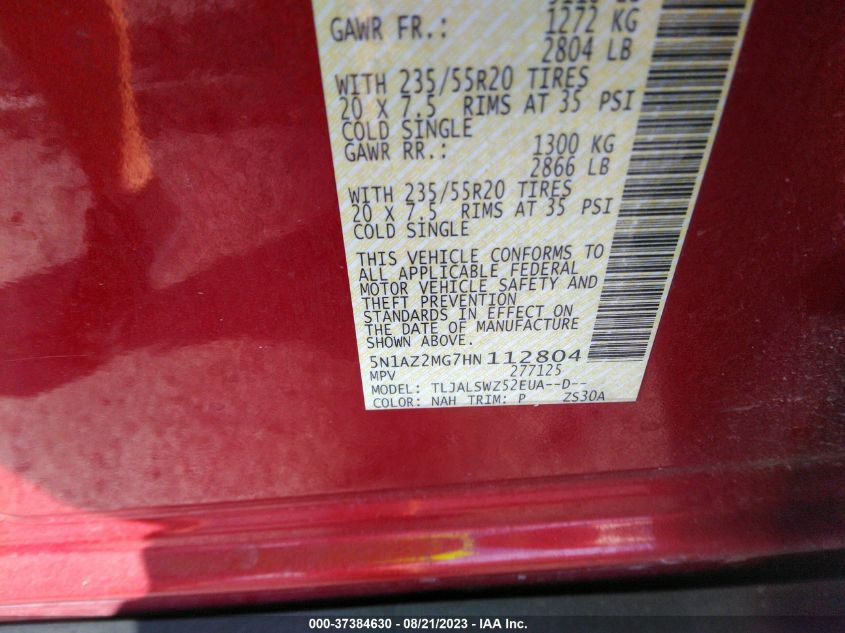 GAWR FR.: 1272 KG
2804 LB
WITH 235/55R20 TIRES
20 X 7.5 RIMS AT 35 PSI
COLD SINGLE
GAWR RR.: 1300 KG
2866 LB
WITH 235/55R20 TIRES
20 X 7.5 RIMS AT 35 PSI
COLD SINGLE
THIS VEHICLE CONFORMS TO
ALL APPLICABLE FEDERAL
MOTOR VEHICLE SAFETY AND
THEFT PREVENTION
STANDARDS IN EFFECT ON
THE DATE OF MANUFACTURE
SHOWN ABOVE.
5N1AZ2MG7HN112804
MPV 277125
MODEL: TLJALSWZ52EUA--D--
COLOR: NAH TRIM: P ZS30A
000-37384630 - 08/21/2023 - IAA Inc.